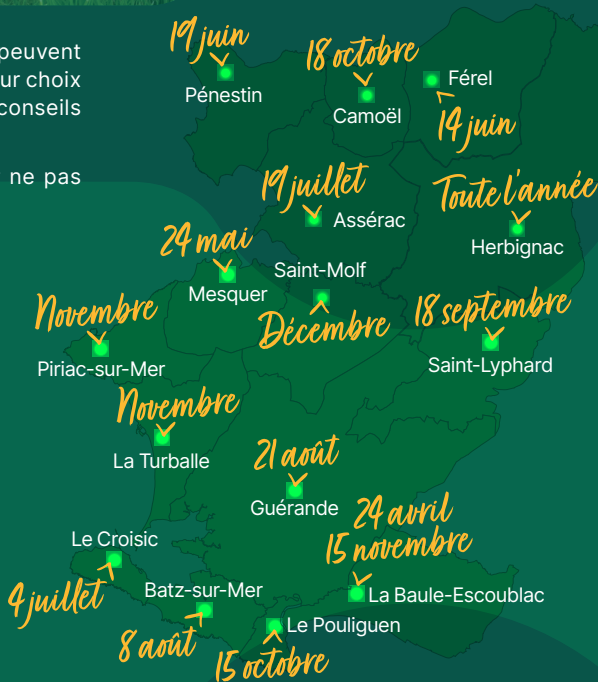 peuvent
ur choix
conseils
ne pas
19 juin
Pénestin
18 octobre
Camoël
Férel
14 juin
19 juillet
Assérac
Toute l'année
Herbignac
24 mai
Mesquer
Saint-Molf
Décembre
18 septembre
Saint-Lyphard
Novembre
Piriac-sur-Mer
Novembre
La Turballe
21 août
Guérande
24 avril
15 novembre
La Baule-Escoublac
Le Croisic
4 juillet
Batz-sur-Mer
8 août
Le Pouliguen
15 octobre